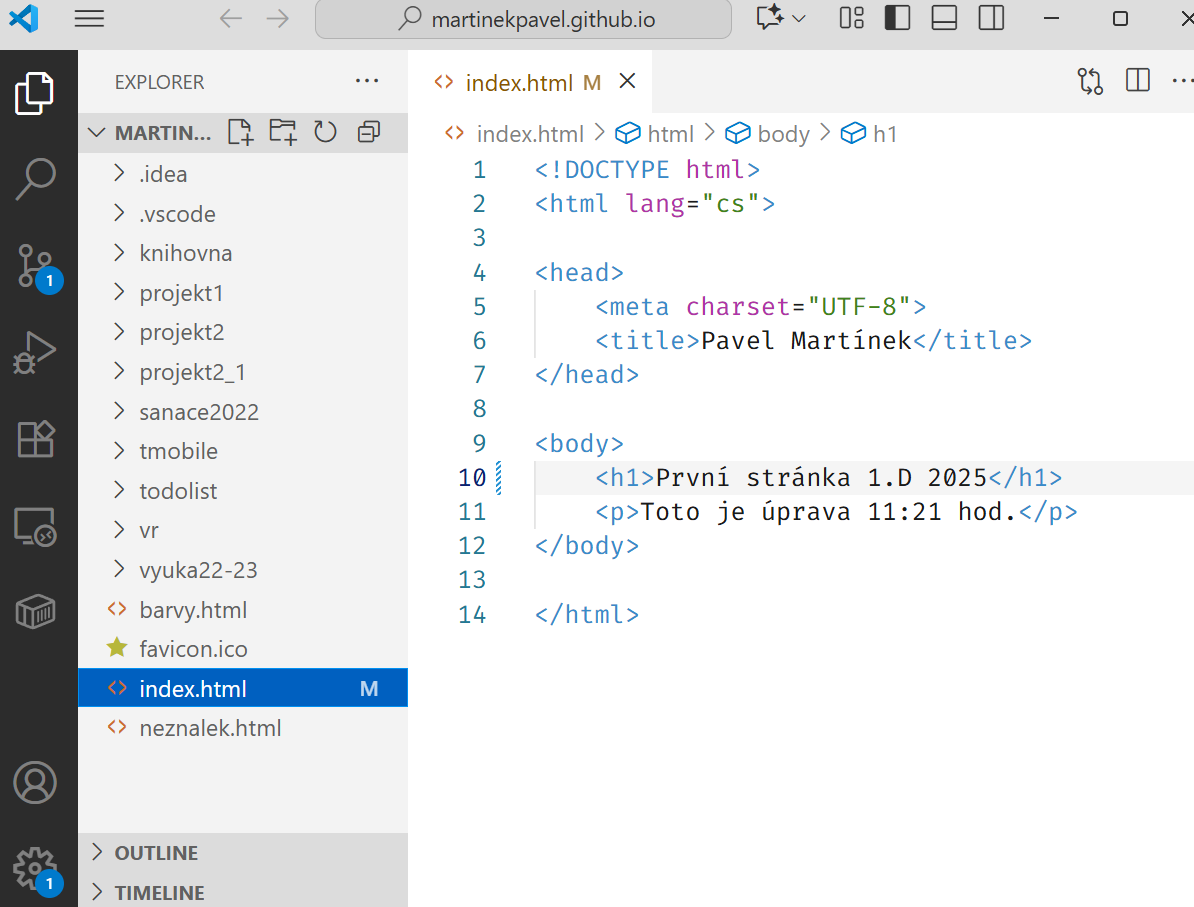 martinekpavel.github.io
EXPLORER
MARTIN...
.idea
.vscode
knihovna
projekt1
projekt2
projekt2_1
sanace2022
tmobile
todolist
vr
vyuka22-23
barvy.html
favicon.ico
index.html M
neznalek.html
OUTLINE
TIMELINE
1
1
index.html M
index.html > html > body > h1
1 <!DOCTYPE html>
2 <html lang="cs">
3
4 <head>
5 <meta charset="UTF-8">
6 <title>Pavel Martínek</title>
7 </head>
8
9 <body>
10 <h1>První stránka 1.D 2025</h1>
11 <p>Toto je úprava 11:21 hod.</p>
12 </body>
13
14 </html>